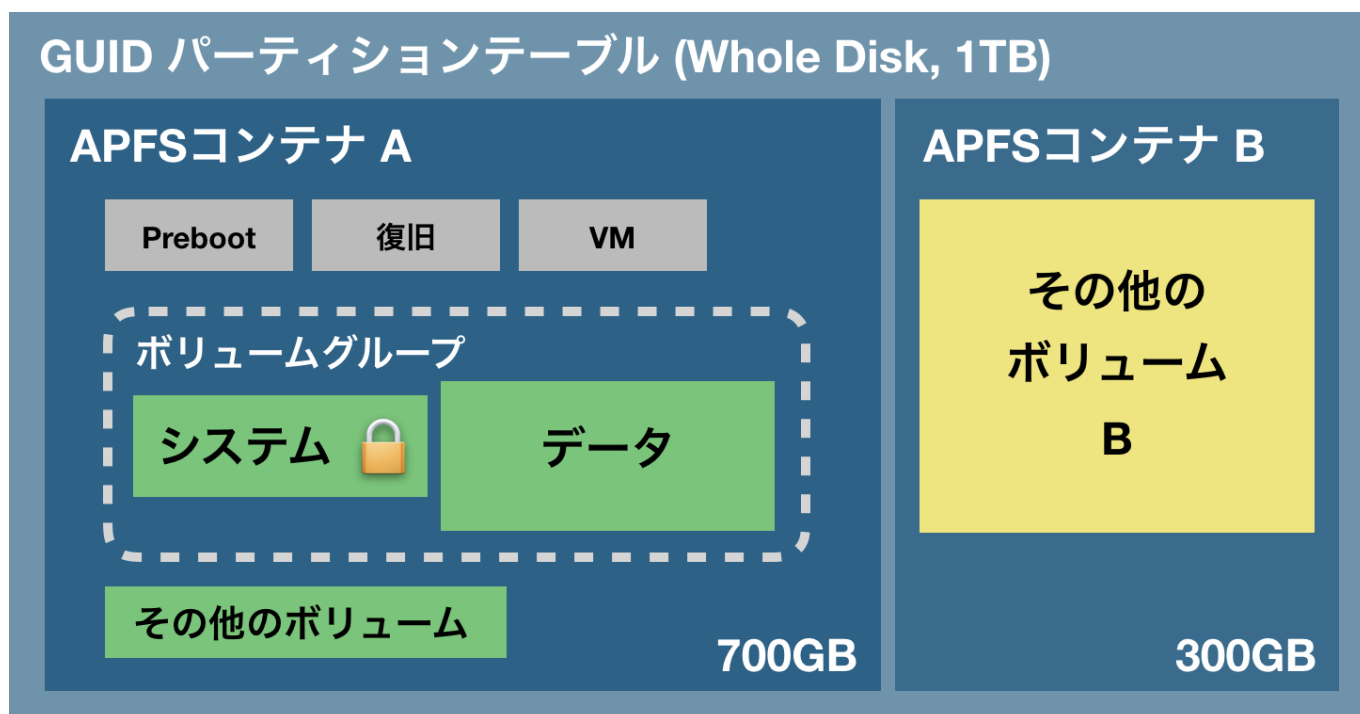 GUID パーティションテーブル (Whole Disk, 1TB)
APFSコンテナ A
Preboot
復旧
VM
ボリュームグループ
システム
データ
その他のボリューム
700GB
APFSコンテナ B
その他の
ボリューム
B
300GB